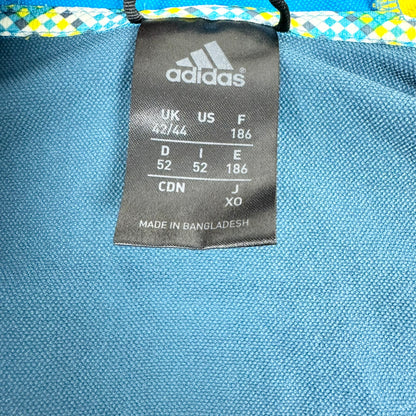 adidas
UK US F
42/44 186
D I E
52 52 186
CDN J
XO
MADE IN BANGLADESH